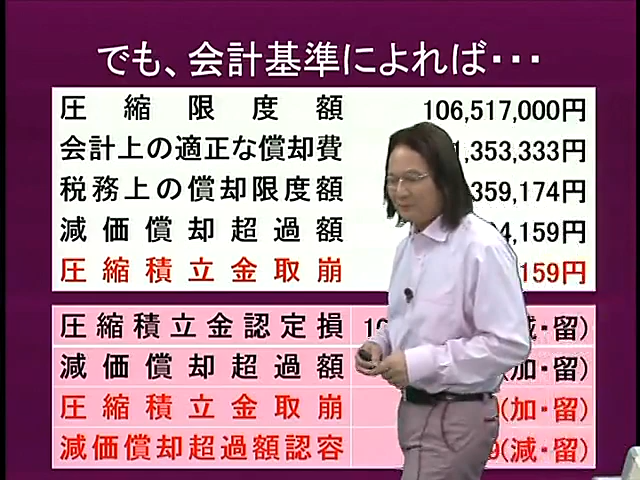 でも、会計基準によれば・・・
圧縮限度額 106,517,000円
会計上の適正な償却費 1,353,333円
税務上の償却限度額 359,174円
減価償却超過額 4,159円
圧縮積立金取崩 159円
圧縮積立金認定損 減・留)
減価償却超過額 (加・留)
圧縮積立金取崩 (加・留)
減価償却超過額認容 (減・留)